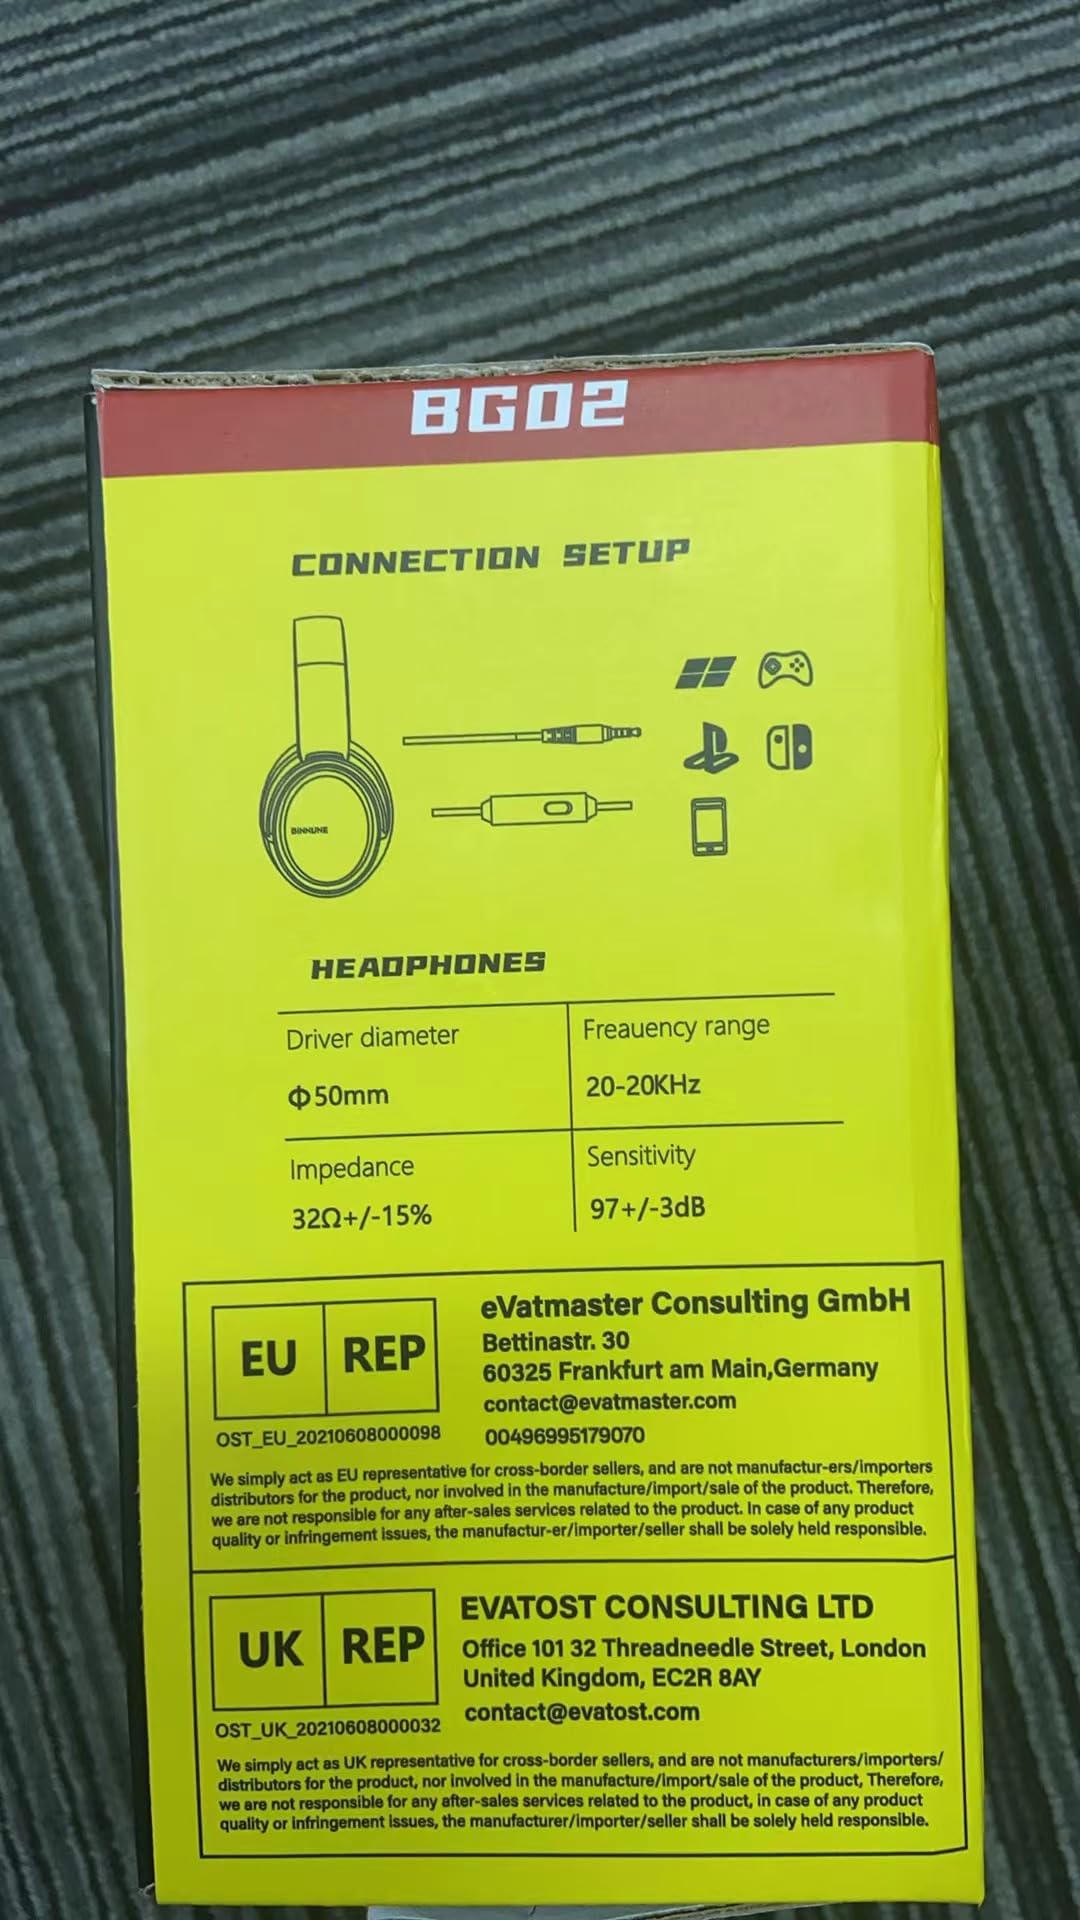 BG02
CONNECTION SETUP
BINNUNE
HEADPHONES
Driver diameter
Φ50mm
Freauency range
20-20KHz
Impedance
32Ω+/-15%
Sensitivity
97+/-3dB
EU REP
OST_EU_20210608000098
eVatmaster Consulting GmbH
Bettinastr. 30
60325 Frankfurt am Main,Germany
contact@evatmaster.com
00496995179070
We simply act as EU representative for cross-border sellers, and are not manufactur-ers/importers
distributors for the product, nor involved in the manufacture/import/sale of the product. Therefore,
we are not responsible for any after-sales services related to the product. In case of any product
quality or infringement issues, the manufactur-er/importer/seller shall be solely held responsible.
UK REP
OST_UK_20210608000032
EVATOST CONSULTING LTD
Office 101 32 Threadneedle Street, London
United Kingdom, EC2R 8AY
contact@evatost.com
We simply act as UK representative for cross-border sellers, and are not manufacturers/importers/
distributors for the product, nor involved in the manufacture/import/sale of the product, Therefore,
we are not responsible for any after-sales services related to the product, in case of any product
quality or infringement issues, the manufacturer/importer/seller shall be solely held responsible.